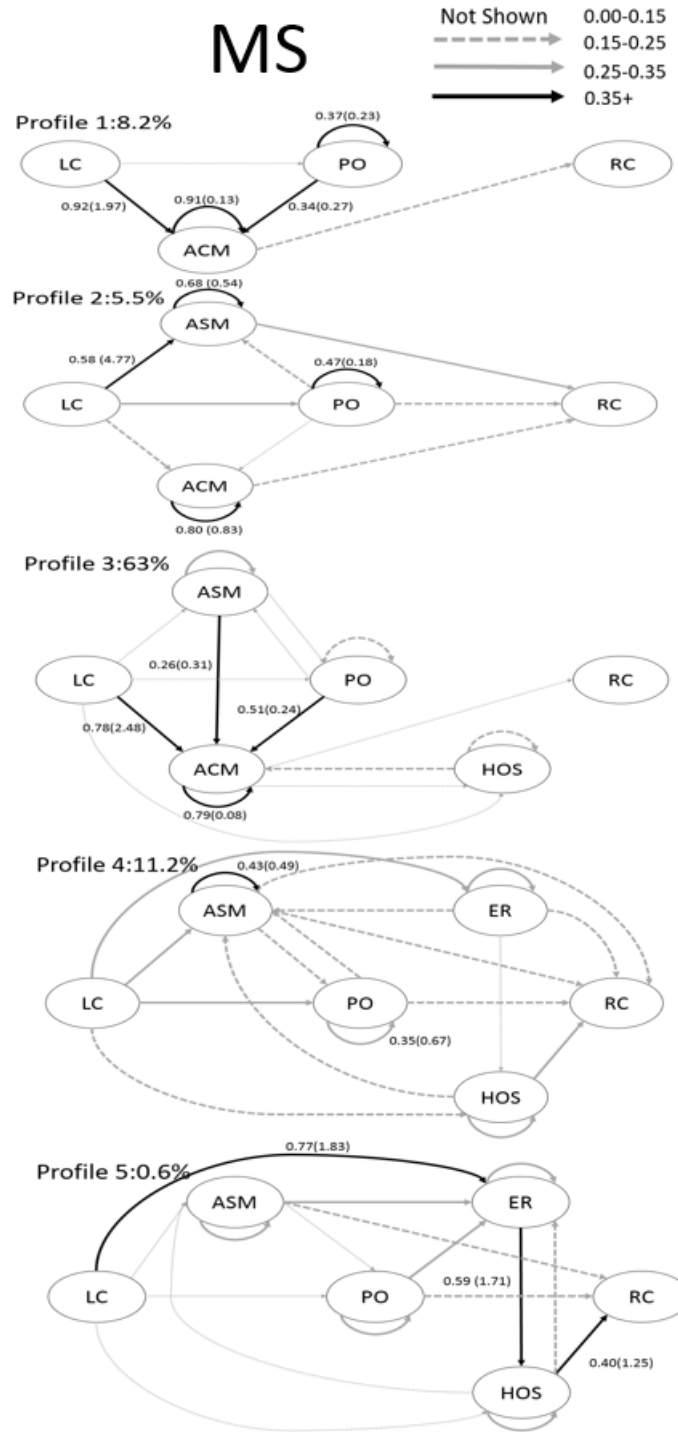 MS
Not Shown 0.00-0.15
0.15-0.25
0.25-0.35
0.35+
Profile 1:8.2%
0.37(0.23)
LC
PO
RC
0.92(1.97)
0.91(0.13)
0.34(0.27)
ACM
Profile 2:5.5%
0.68 (0.54)
ASM
0.58 (4.77)
0.47(0.18)
LC
PO
RC
ACM
0.80 (0.83)
Profile 3:63%
ASM
0.26(0.31)
LC
PO
RC
0.78(2.48)
0.51(0.24)
ACM
HOS
0.79(0.08)
Profile 4:11.2%
0.43(0.49)
ASM
ER
LC
PO
RC
0.35(0.67)
HOS
0.77(1.83)
Profile 5:0.6%
ASM
ER
0.59 (1.71)
LC
PO
RC
0.40(1.25)
HOS